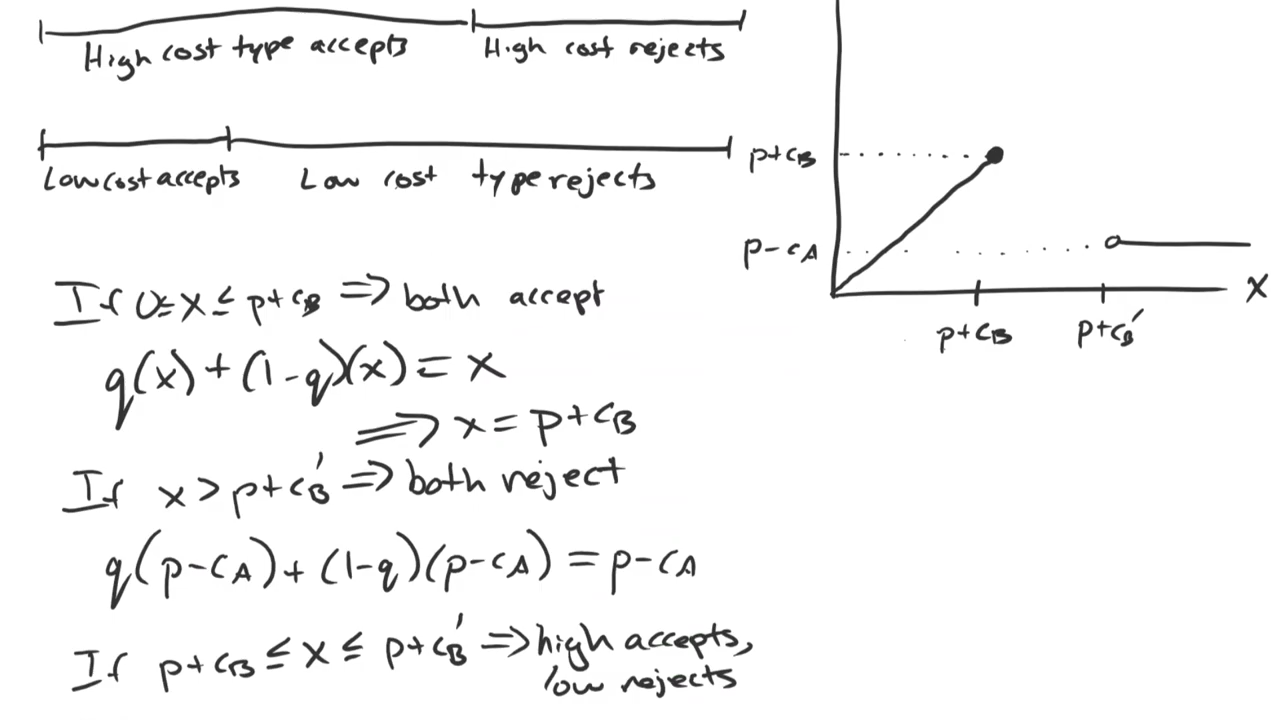 High cost type accepts High cost rejects
Low cost accepts Low cost type rejects
If 0≤x≤p+cB ⇒ both accept
q(x)+(1-q)(x)=x
⇒ x=p+cB
If x>p+cB' ⇒ both reject
q(p-cA)+(1-q)(p-cA)=p-cA
If p+cB≤x≤p+cB' ⇒ high accepts,
low rejects
p+cB
p-cA
x
p+cB p+cB'